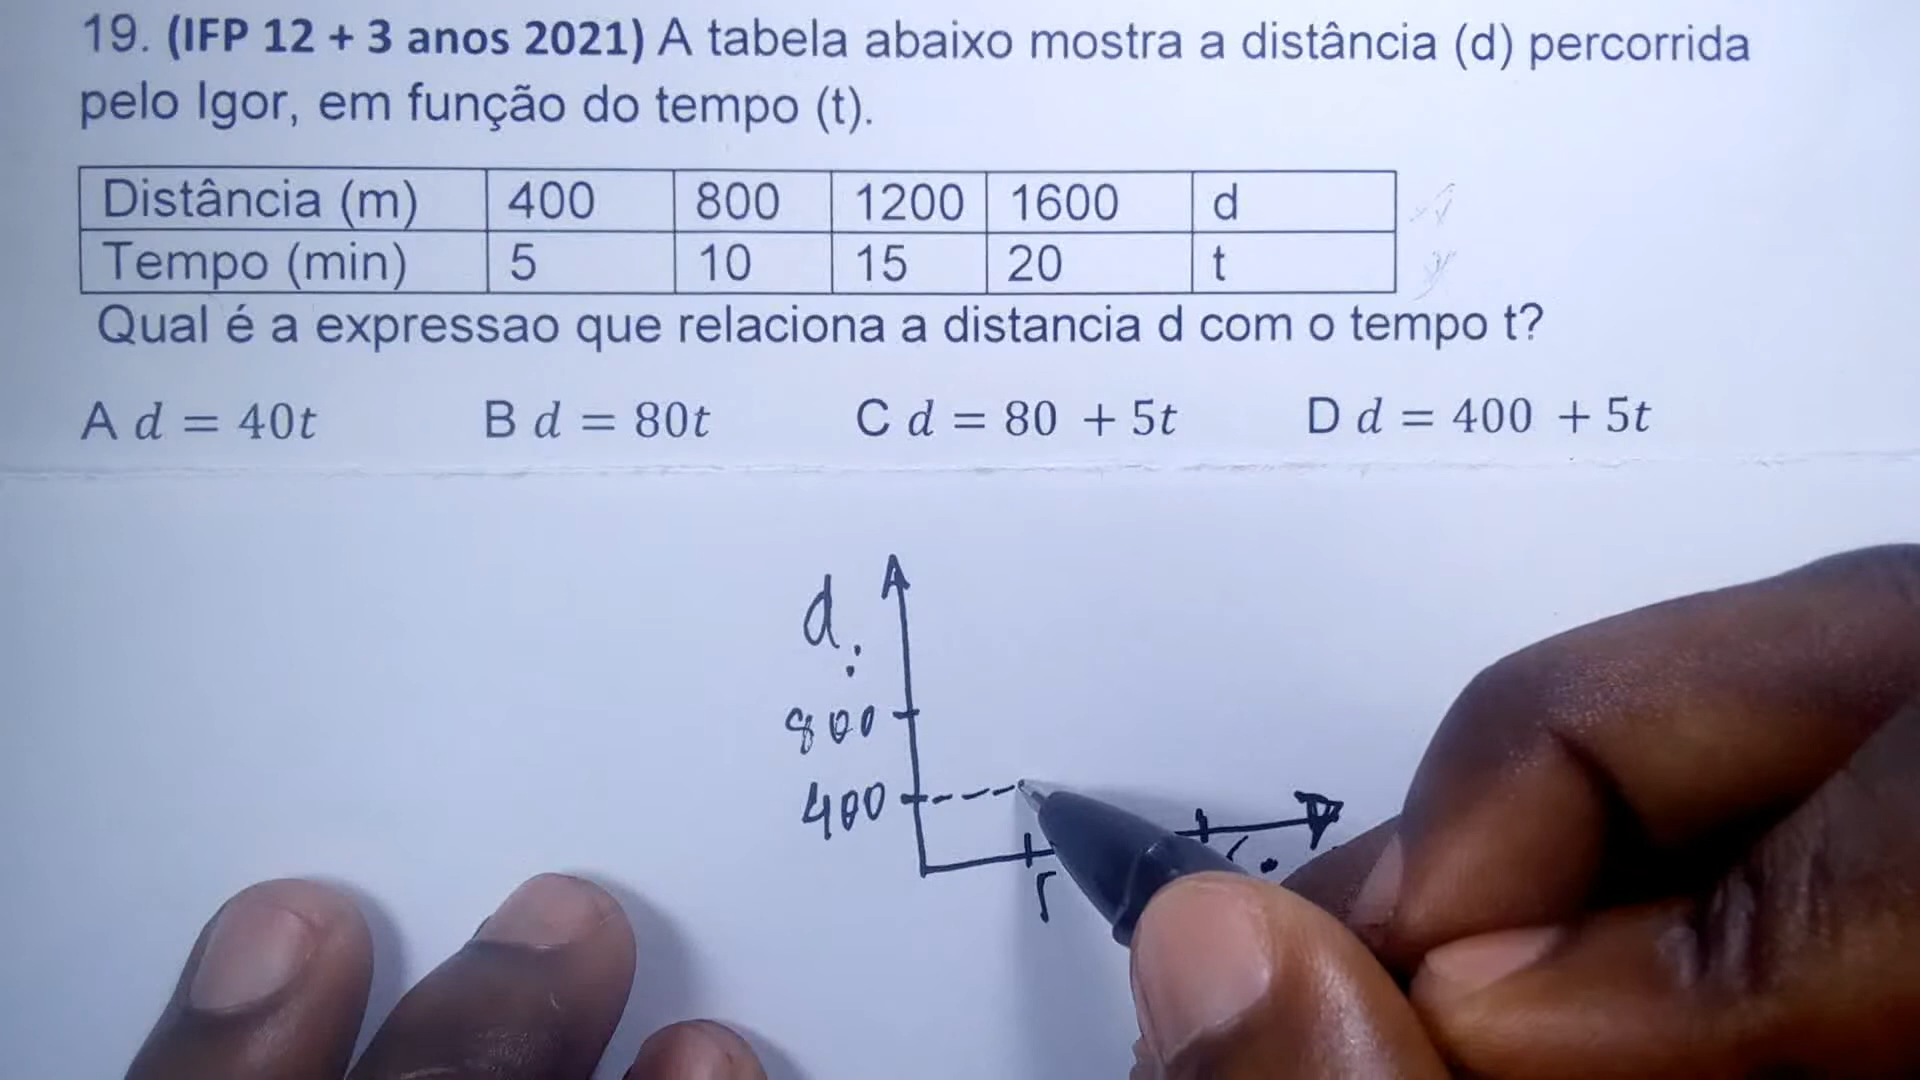 19. (IFP 12 + 3 anos 2021) A tabela abaixo mostra a distância (d) percorrida
pelo Igor, em função do tempo (t).
Distância (m) 400 800 1200 1600 d
Tempo (min) 5 10 15 20 t
Qual é a expressao que relaciona a distancia d com o tempo t?
A d = 40t B d = 80t C d = 80 + 5t D d = 400 + 5t
d
800
400
5